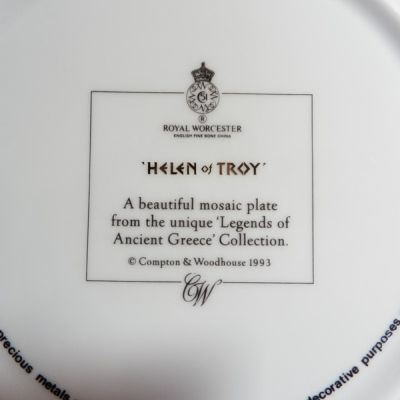 51
®
ROYAL WORCESTER
ENGLISH FINE BONE CHINA
'HELEN of TROY'
A beautiful mosaic plate
from the unique 'Legends of
Ancient Greece' Collection.
© Compton & Woodhouse 1993
CW
precious metals
decorative purposes